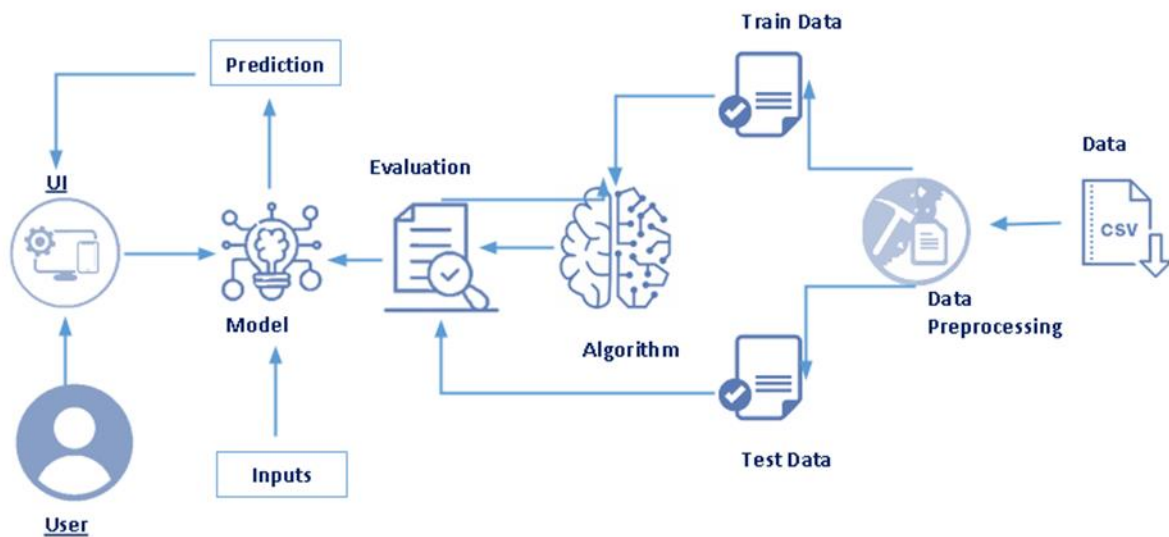 Train Data
Prediction
Data
Evaluation
UI
CSV
Model
Data
Preprocessing
Algorithm
Inputs
Test Data
User